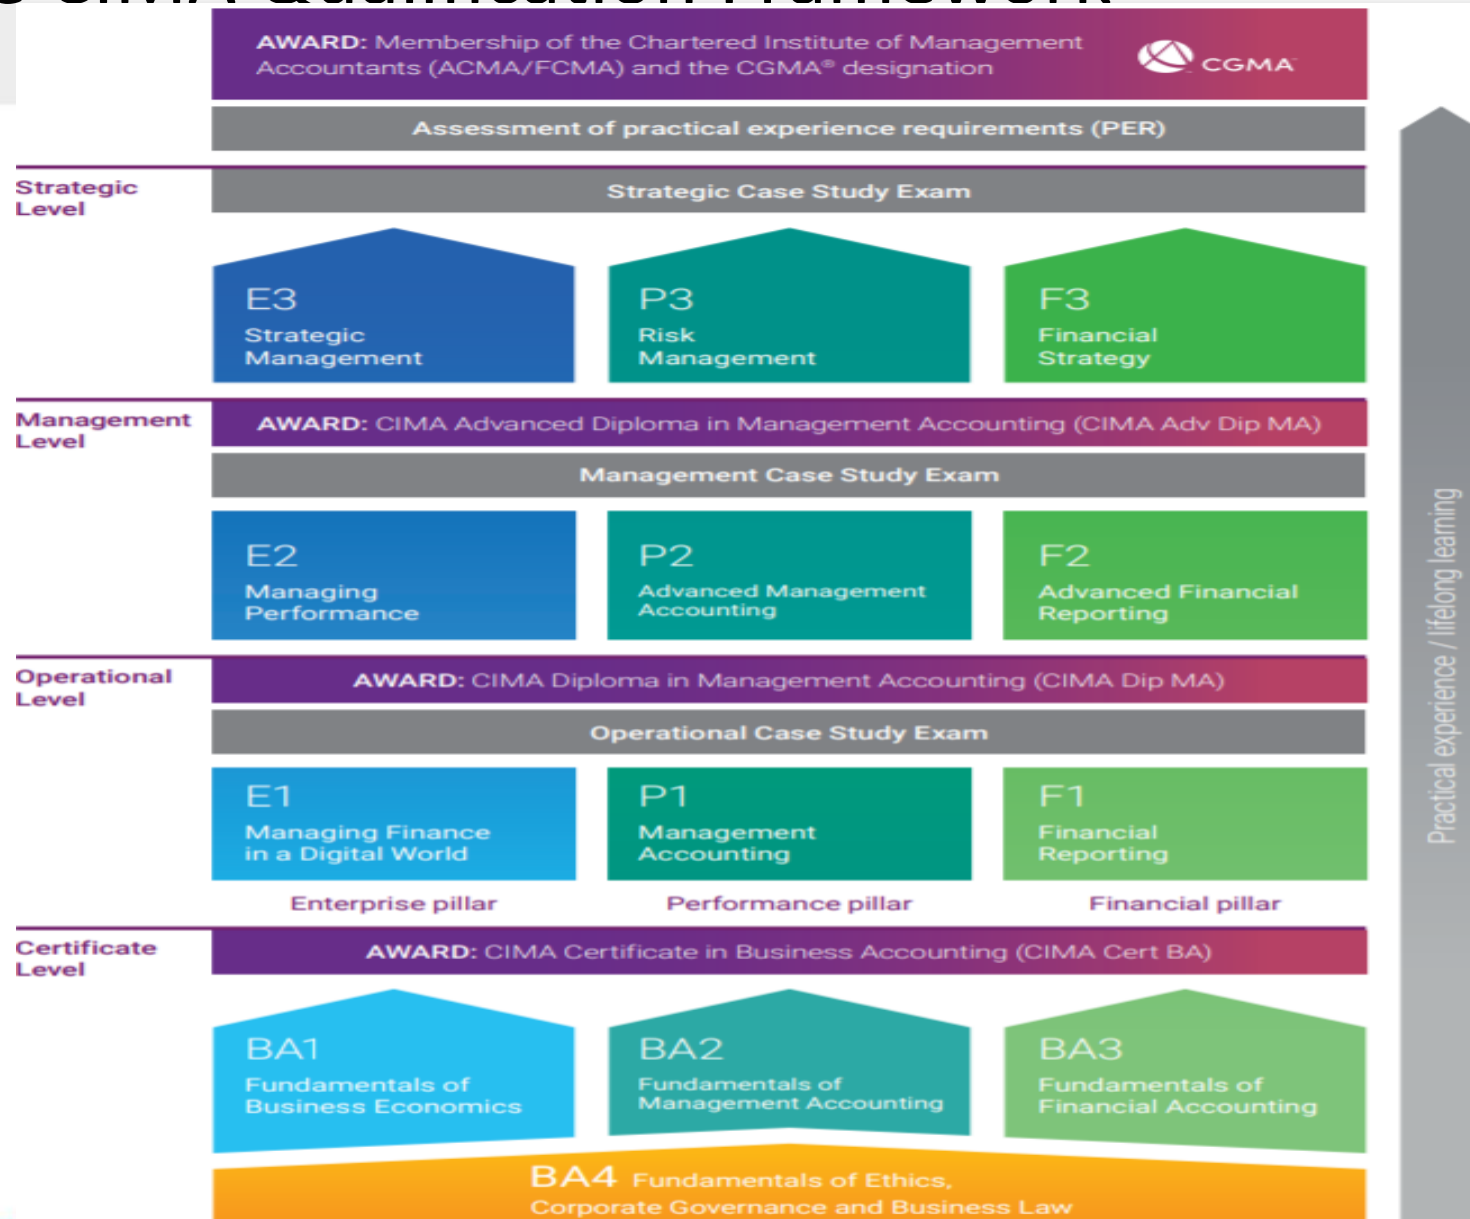 CIMA Qualification Framework
AWARD: Membership of the Chartered Institute of Management
Accountants (ACMA/FCMA) and the CGMA® designation
CGMA
Assessment of practical experience requirements (PER)
Strategic
Level
Strategic Case Study Exam
E3
Strategic
Management
P3
Risk
Management
F3
Financial
Strategy
Management
Level
AWARD: CIMA Advanced Diploma in Management Accounting (CIMA Adv Dip MA)
Management Case Study Exam
E2
Managing
Performance
P2
Advanced Management
Accounting
F2
Advanced Financial
Reporting
Operational
Level
AWARD: CIMA Diploma in Management Accounting (CIMA Dip MA)
Operational Case Study Exam
E1
Managing Finance
in a Digital World
P1
Management
Accounting
F1
Financial
Reporting
Enterprise pillar
Performance pillar
Financial pillar
Certificate
Level
AWARD: CIMA Certificate in Business Accounting (CIMA Cert BA)
BA1
Fundamentals of
Business Economics
BA2
Fundamentals of
Management Accounting
BA3
Fundamentals of
Financial Accounting
BA4 Fundamentals of Ethics,
Corporate Governance and Business Law
Practical experience / lifelong learning